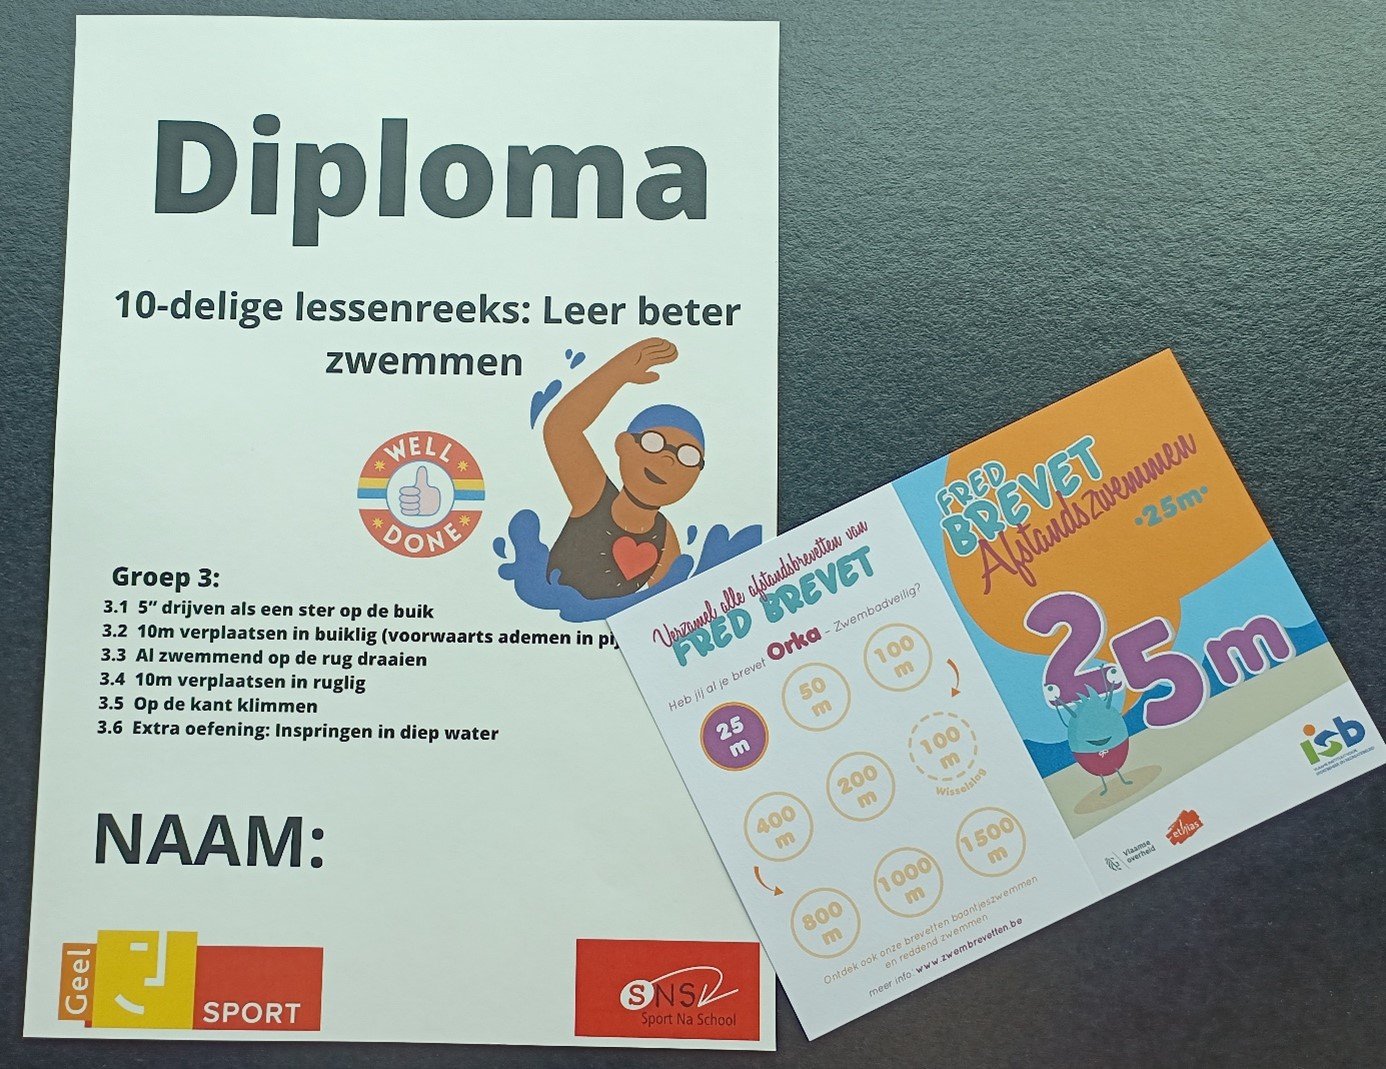 Diploma
10-delige lessenreeks: Leer beter
zwemmen
WELL
DONE
Groep 3:
3.1 5” drijven als een ster op de buik
3.2 10m verplaatsen in buiklig (voorwaarts ademen in
3.3 Al zwemmend op de rug draaien
3.4 10m verplaatsen in ruglig
3.5 Op de kant klimmen
3.6 Extra oefening: Inspringen in diep water
NAAM:
Geel
SPORT
SNS
Sport Na School
Verzamel alle afstandsbrevetten van
FRED BREVET
Heb jij al je brevet Orka - Zwembadveilig?
25 m
50 m
100 m
400 m
200 m
100 m
Wisselslag
800 m
1000 m
1500 m
Ontdek ook onze brevetten baantjeszwemmen
en reddend zwemmen
meer info: www.zwembrevetten.be
FRED
BREVET
Afstandszwemmen
•25m•
25m
isb
Vlaamse
overheid
ethias